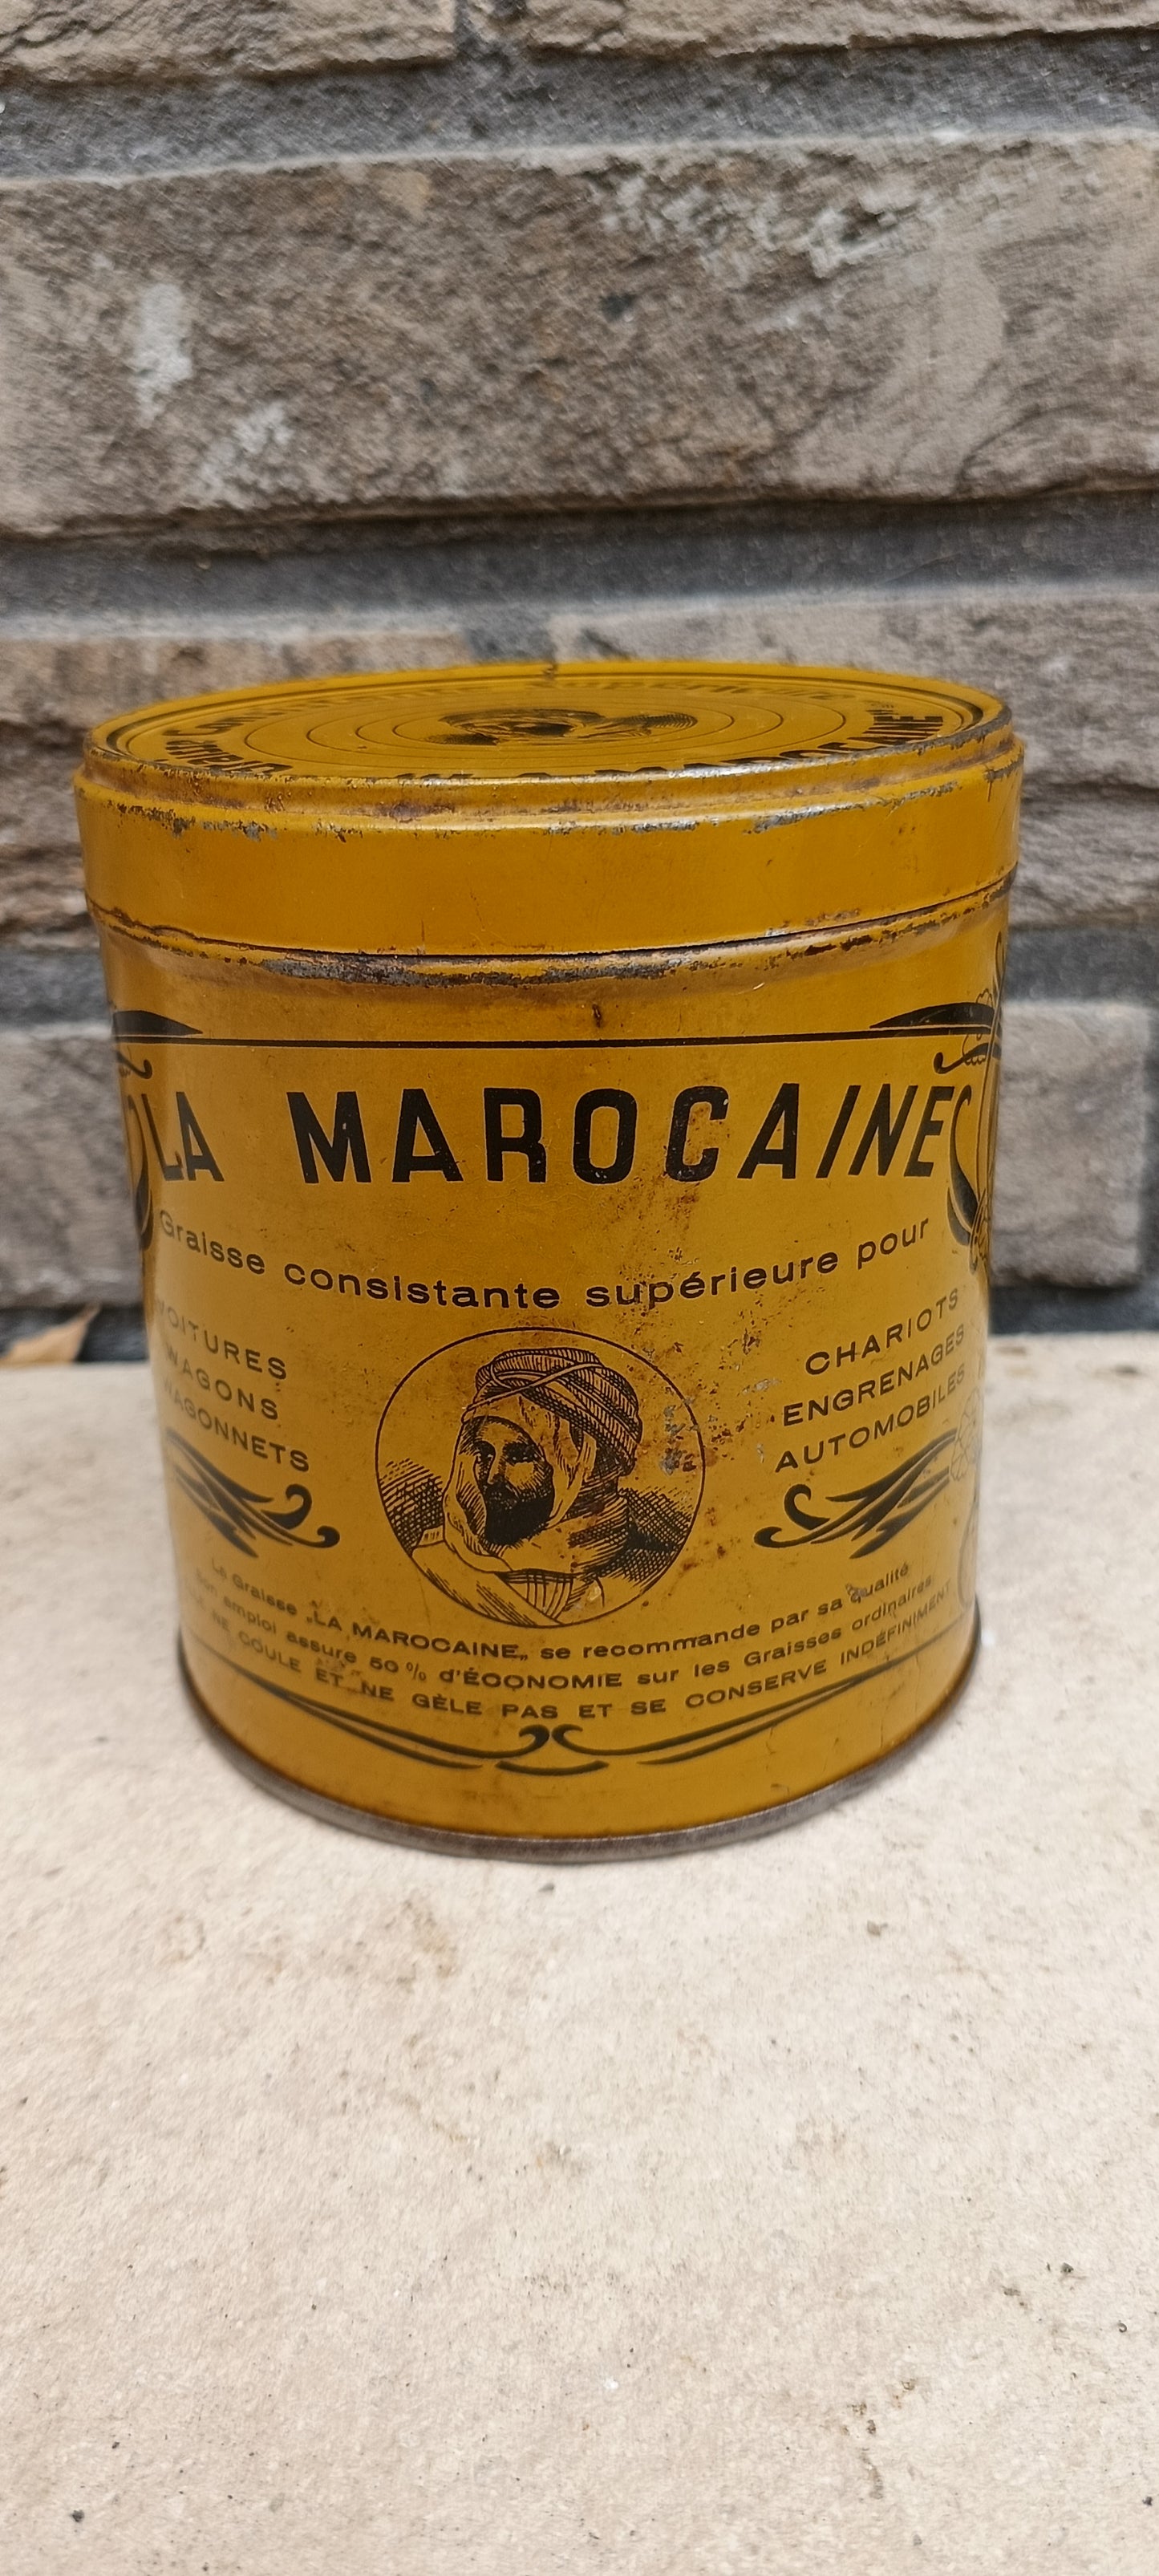 "LA MAROCAINE"
LA MAROCAINE
Graisse consistante supérieure pour
VOITURES
WAGONS
WAGONNETS
CHARIOTS
ENGRENAGES
AUTOMOBILES
La Graisse „LA MAROCAINE„ se recommande par sa qualité
son emploi assure 50 % d'ÉCONOMIE sur les Graisses ordinaires
NE COULE ET NE GÈLE PAS ET SE CONSERVE INDÉFINIMENT